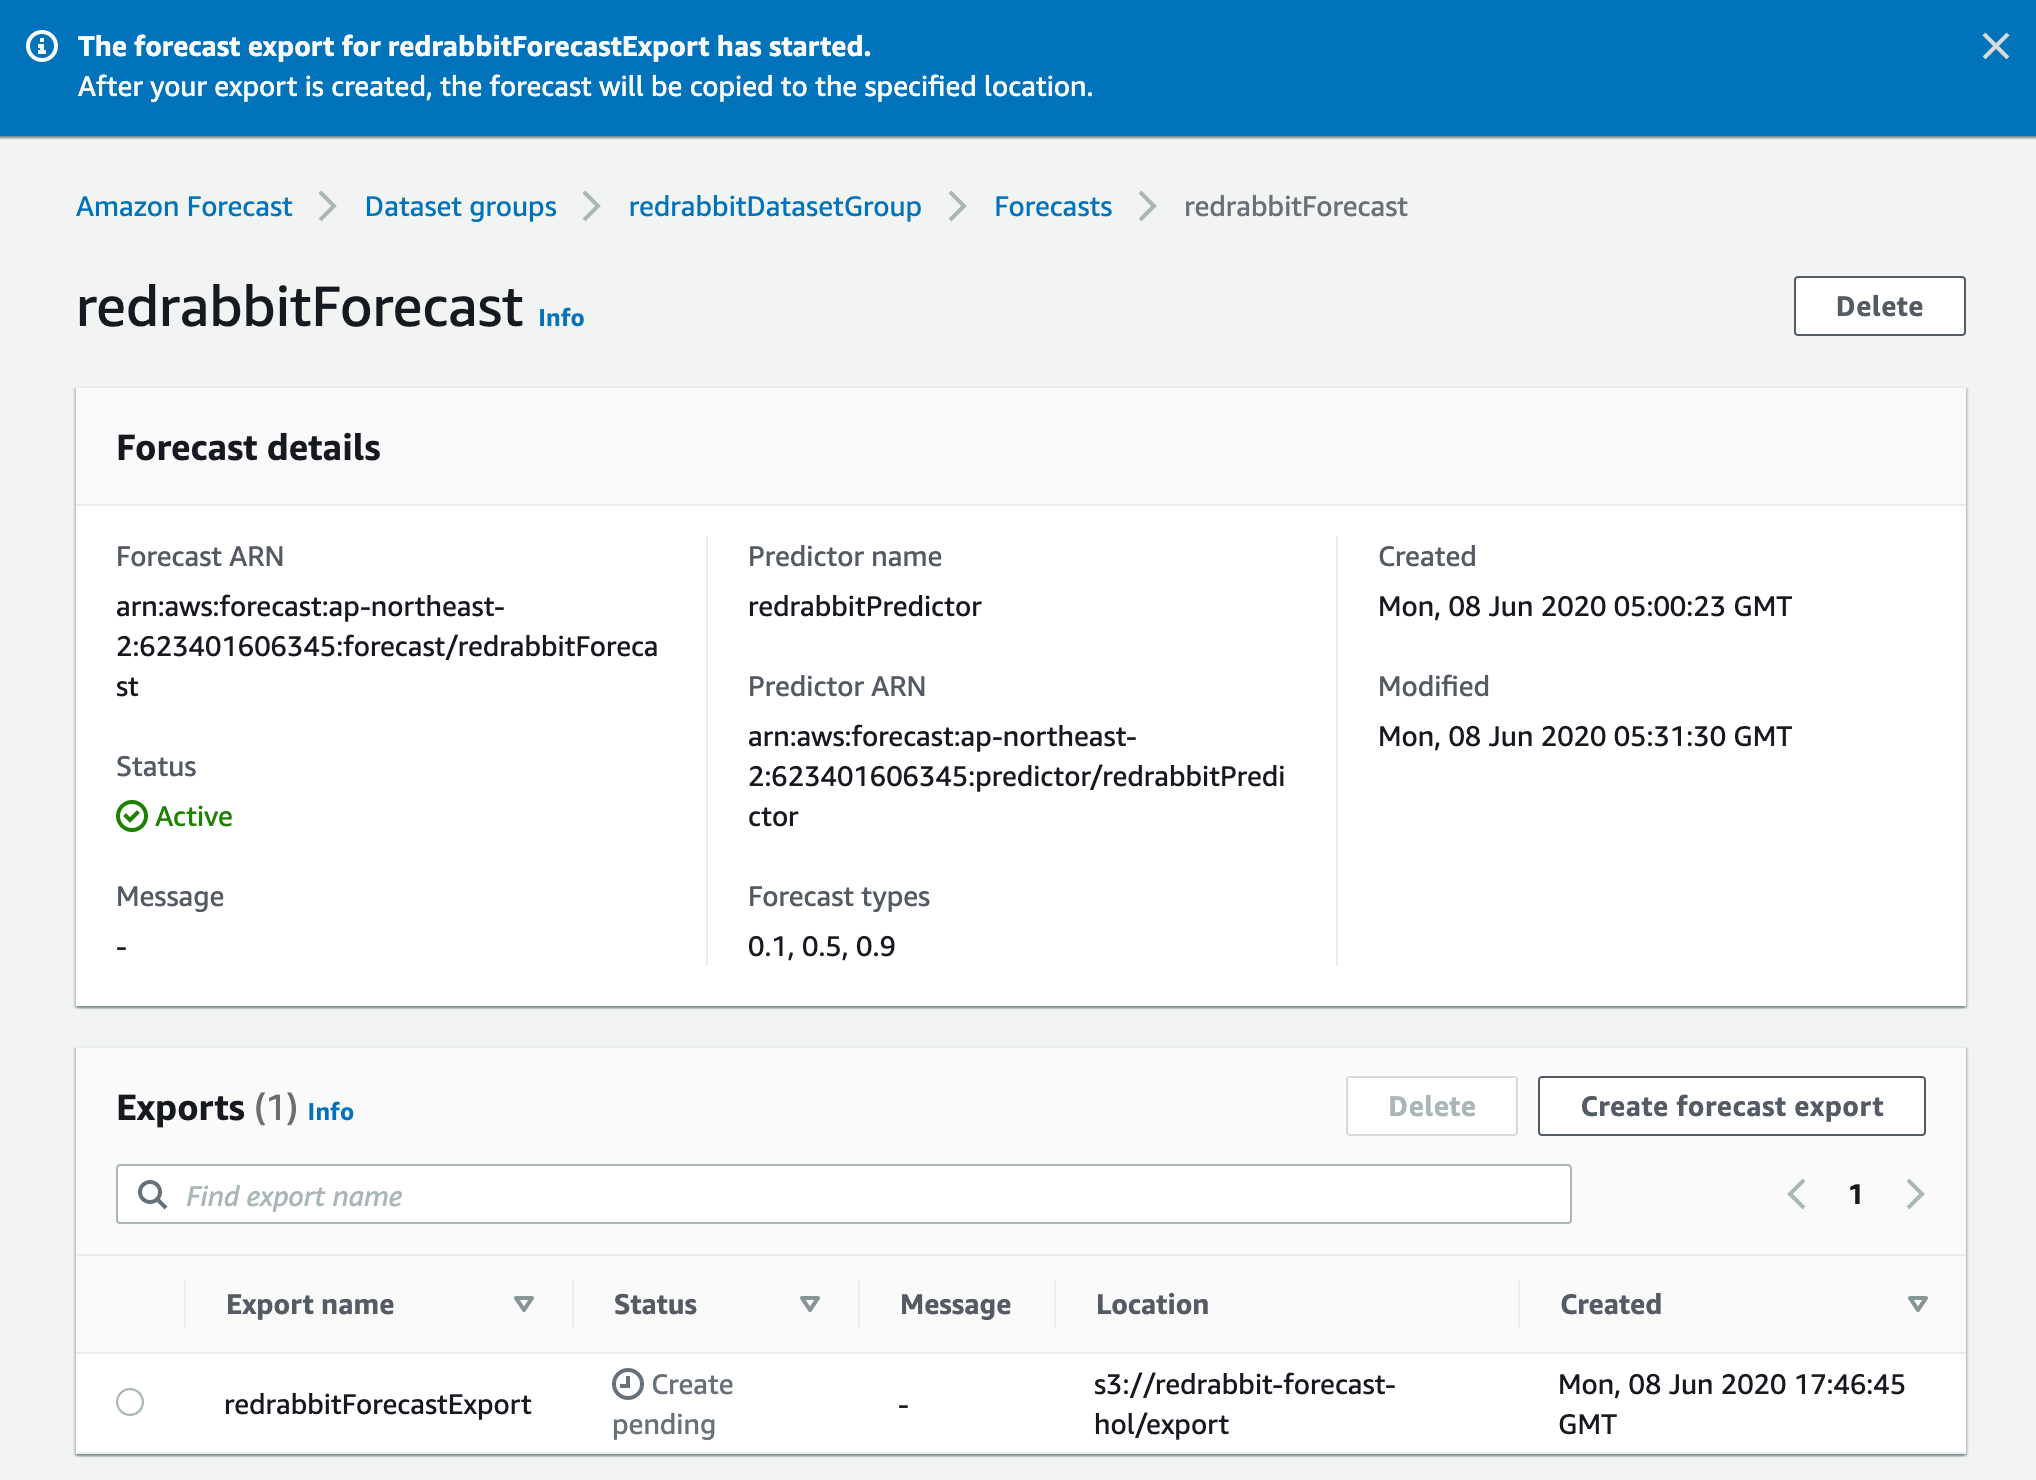 The forecast export for redrabbitForecastExport has started.
After your export is created, the forecast will be copied to the specified location.
Amazon Forecast > Dataset groups > redrabbitDatasetGroup > Forecasts > redrabbitForecast
redrabbitForecast Info
Delete
Forecast details
Forecast ARN
arn:aws:forecast:ap-northeast-
2:623401606345:forecast/redrabbitForeca
st
Status
Active
Message
-
Predictor name
redrabbitPredictor
Predictor ARN
arn:aws:forecast:ap-northeast-
2:623401606345:predictor/redrabbitPredi
ctor
Forecast types
0.1, 0.5, 0.9
Created
Mon, 08 Jun 2020 05:00:23 GMT
Modified
Mon, 08 Jun 2020 05:31:30 GMT
Exports (1) Info
Delete
Create forecast export
Find export name
1
Export name
Status
Message
Location
Created
redrabbitForecastExport
Create
pending
-
s3://redrabbit-forecast-
hol/export
Mon, 08 Jun 2020 17:46:45
GMT